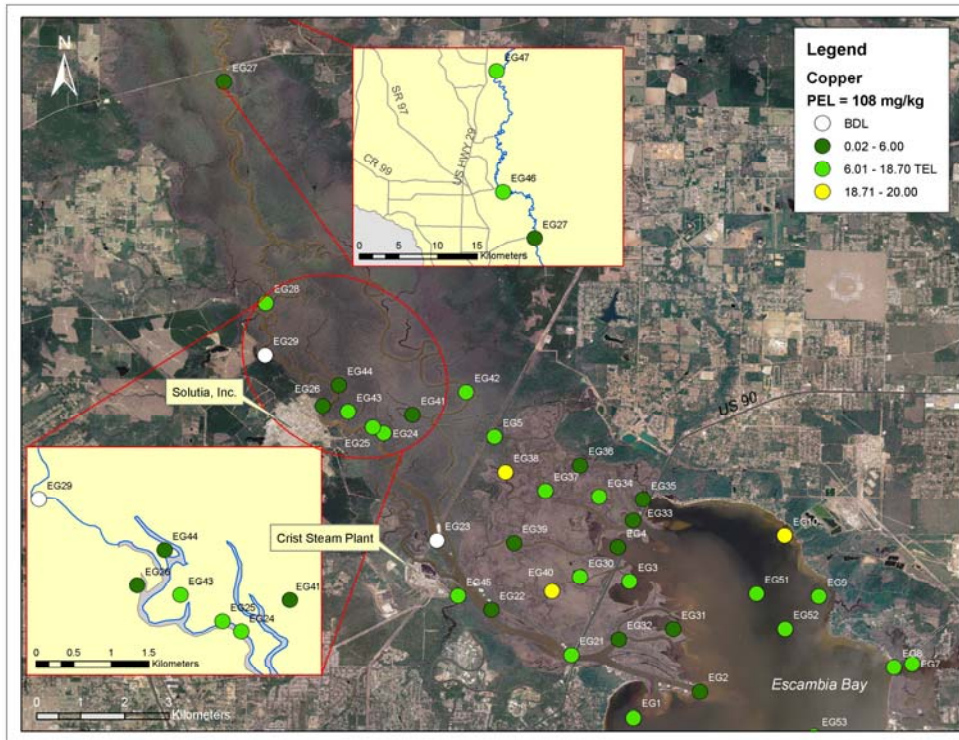 N
EG27
EG47
SR 97
US HWY 29
CR 99
EG46
EG27
0 5 10 15
Kilometers
Legend
Copper
PEL = 108 mg/kg
BDL
0.02 - 6.00
6.01 - 18.70 TEL
18.71 - 20.00
EG28
EG29
EG44
EG42
Solutia, Inc.
EG26
EG43
EG41
US 90
EG25
EG24
EG5
EG38
EG36
EG37
EG34
EG35
EG33
EG10
EG23
EG39
EG4
Crist Steam Plant
EG30
EG3
EG51
EG9
EG45
EG40
EG22
EG31
EG52
EG32
EG21
EG8
EG7
EG2
Escambia Bay
EG1
EG53
EG29
EG44
EG26
EG43
EG41
EG25
EG24
0 0.5 1 1.5
Kilometers
0 1 2 3
Kilometers